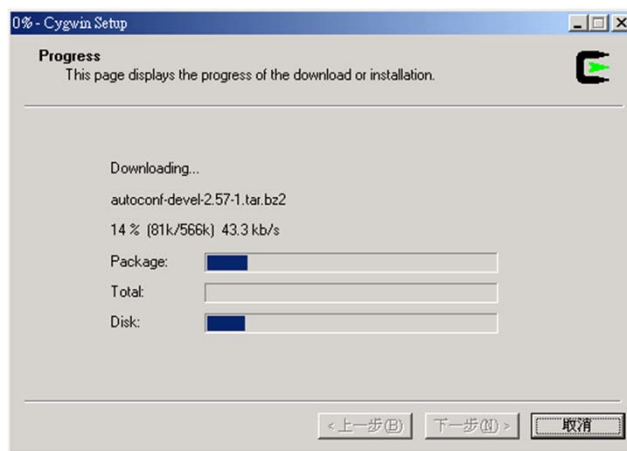 0% - Cygwin Setup
Progress
This page displays the progress of the download or installation.
Downloading...
autoconf-devel-2.57-1.tar.bz2
14 % (81k/566k) 43.3 kb/s
Package:
Total:
Disk:
< 上一步(B) 下一步(N) > 取消